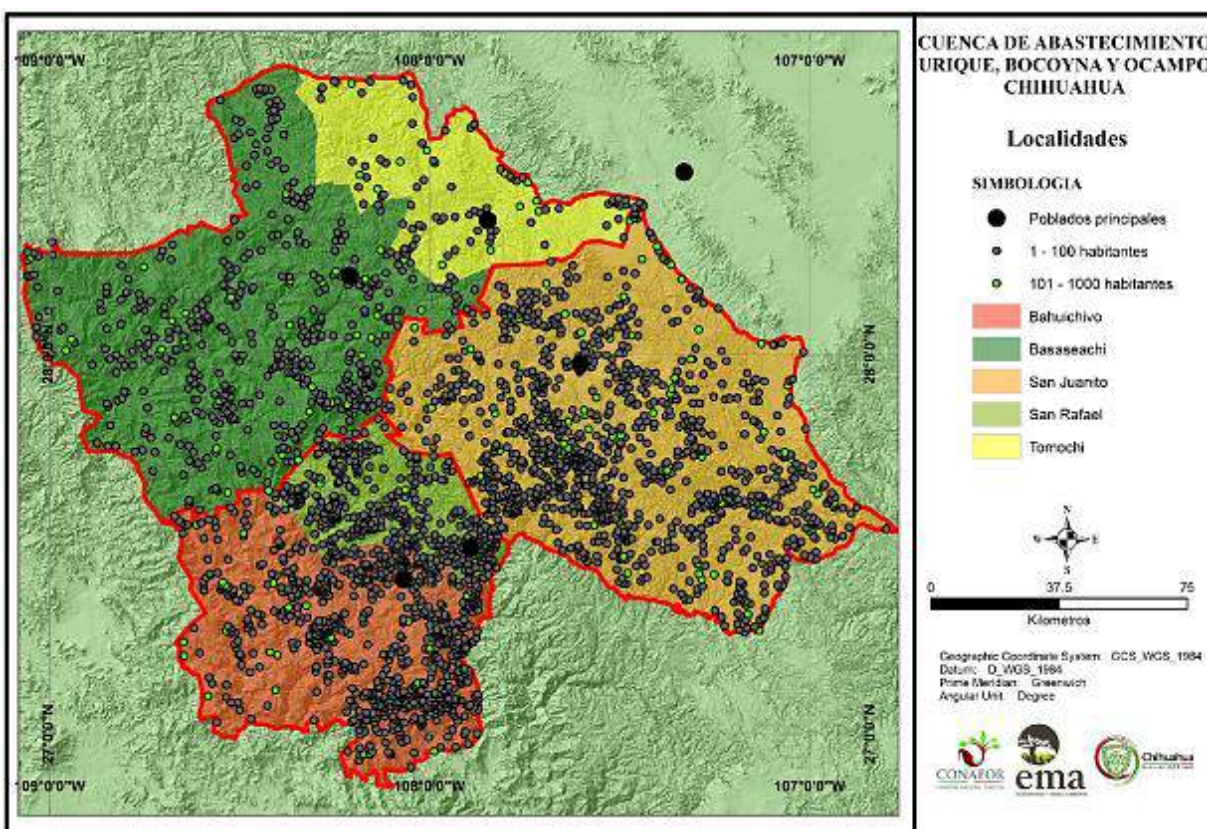 109°0'0"W
108°0'0"W
107°0'0"W
28°0'0"N
28°0'0"N
27°0'0"N
27°0'0"N
109°0'0"W
108°0'0"W
107°0'0"W
CUENCA DE ABASTECIMIENTO
URIQUE, BOCOYNA Y OCAMPO
CHIHUAHUA
Localidades
SIMBOLOGIA
Poblados principales
1 - 100 habitantes
101 - 1000 habitantes
Bahuichivo
Basaseachi
San Juanito
San Rafael
Tomochi
N
E
S
0
37.5
75
Kilometros
Geographic Coordinate System: GCS_WGS_1984
Datum: D_WGS_1984
Prime Meridian: Greenwich
Angular Unit: Degree
CONAFOR
ema
Chihuahua